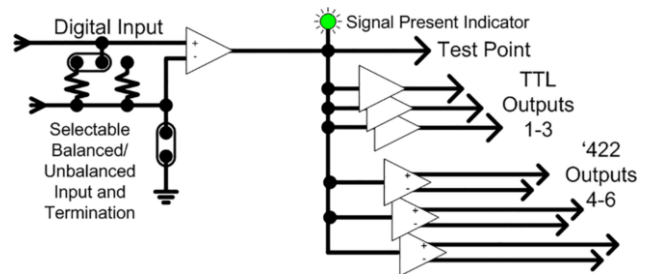 Digital Input
Signal Present Indicator
+
-
Test Point
TTL
Outputs
1-3
Selectable
Balanced/
Unbalanced
Input and
Termination
'422
Outputs
4-6
+
-
+
-
+
-